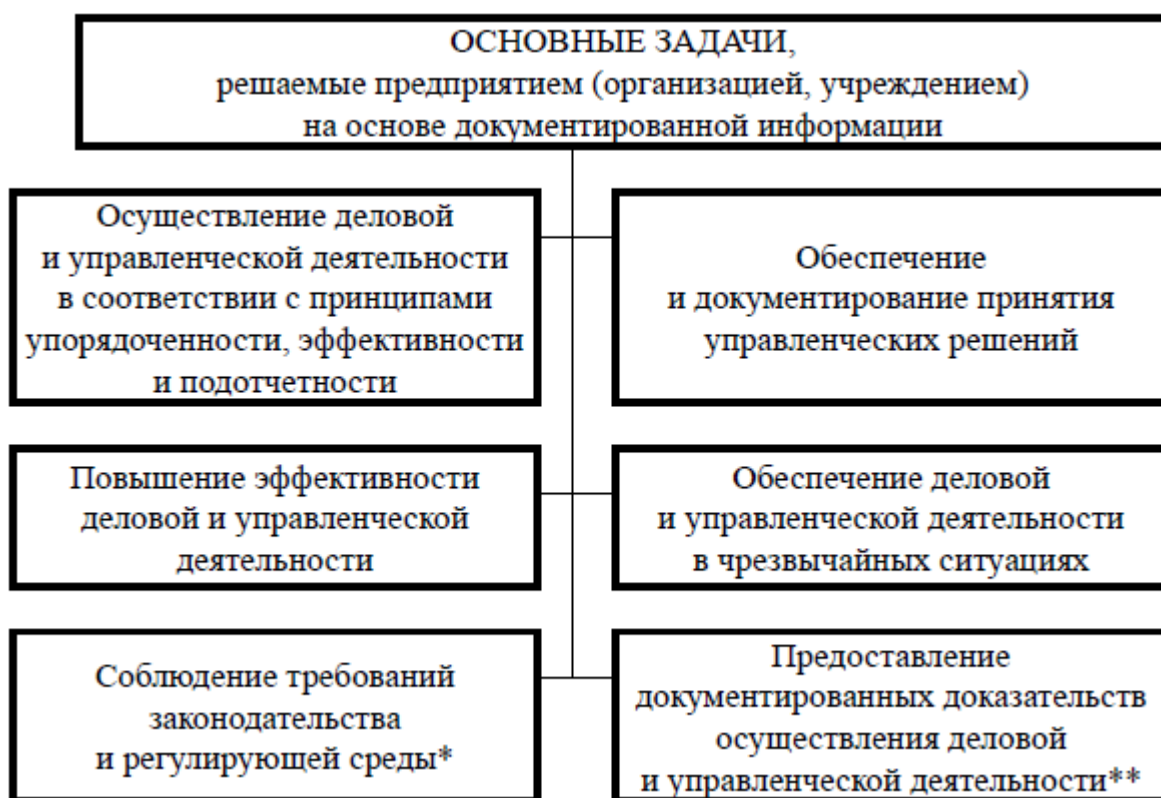 ОСНОВНЫЕ ЗАДАЧИ,
решаемые предприятием (организацией, учреждением)
на основе документированной информации
Осуществление деловой
и управленческой деятельности
в соответствии с принципами
упорядоченности, эффективности
и подотчетности
Обеспечение
и документирование принятия
управленческих решений
Повышение эффективности
деловой и управленческой
деятельности
Обеспечение деловой
и управленческой деятельности
в чрезвычайных ситуациях
Соблюдение требований
законодательства
и регулирующей среды*
Предоставление
документированных доказательств
осуществления деловой
и управленческой деятельности**